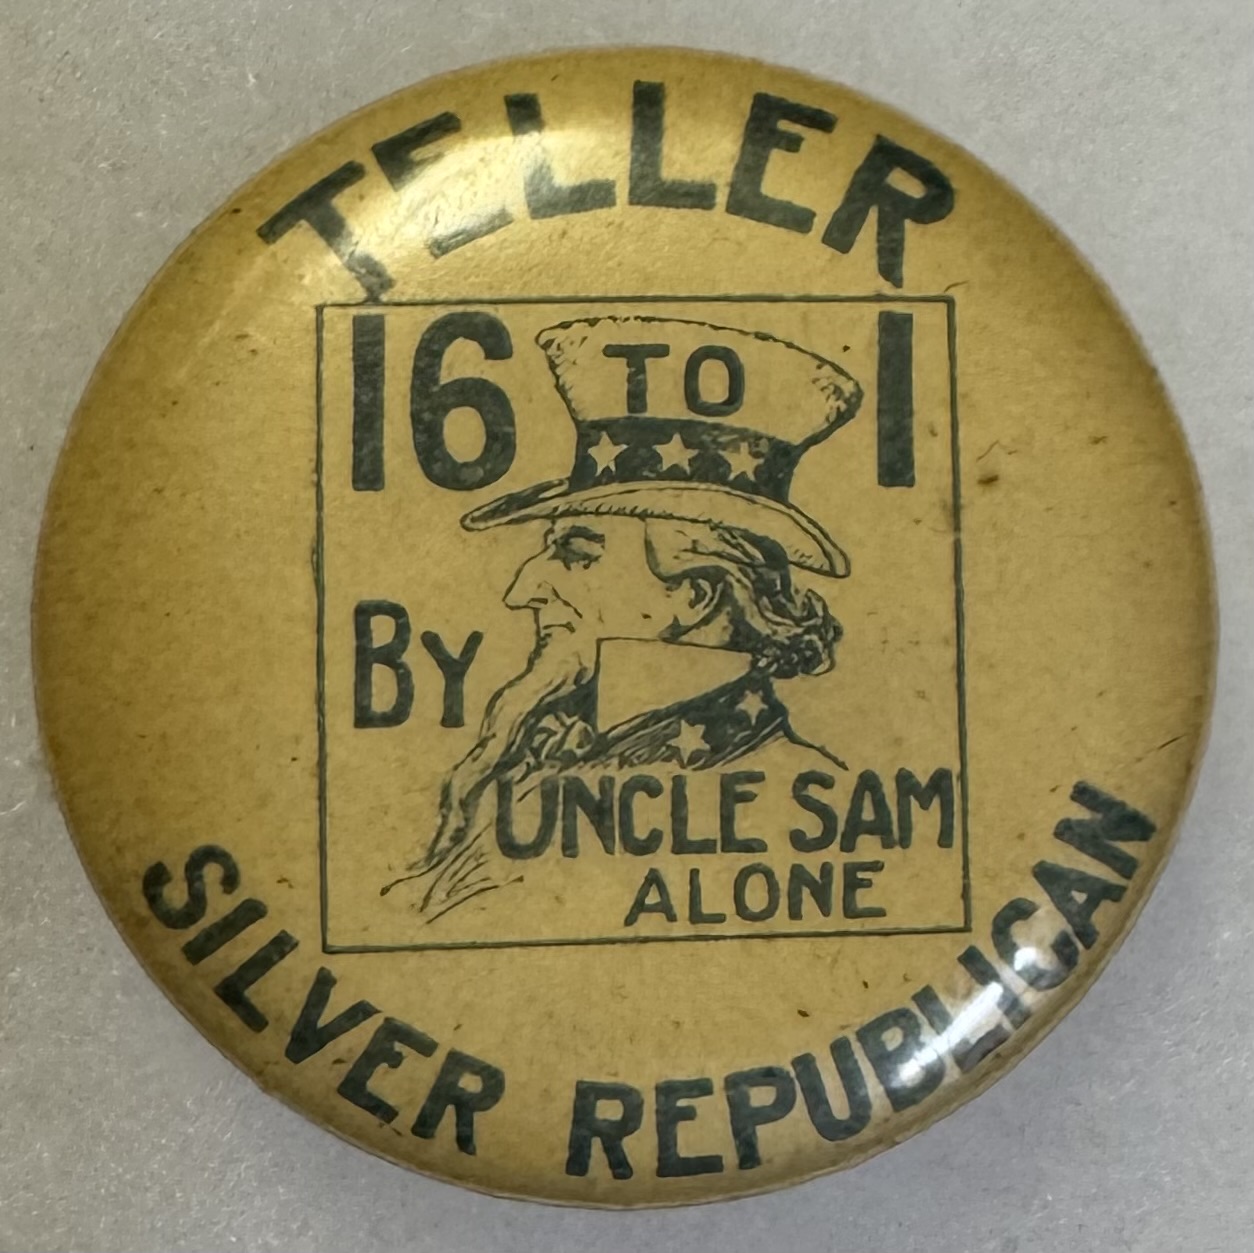 TELLER
16 TO 1
BY
UNCLE SAM
ALONE
SILVER REPUBLICAN